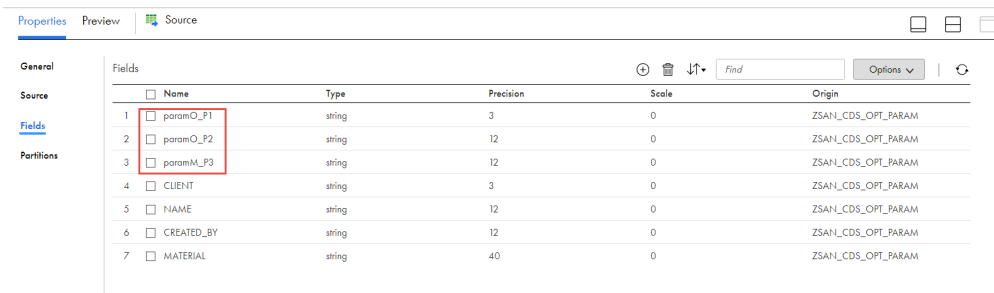 Properties Preview Source
General
Source
Fields
Partitions
Fields Find Options
Name Type Precision Scale Origin
1 paramO_P1 string 3 0 ZSAN_CDS_OPT_PARAM
2 paramO_P2 string 12 0 ZSAN_CDS_OPT_PARAM
3 paramM_P3 string 12 0 ZSAN_CDS_OPT_PARAM
4 CLIENT string 3 0 ZSAN_CDS_OPT_PARAM
5 NAME string 12 0 ZSAN_CDS_OPT_PARAM
6 CREATED_BY string 12 0 ZSAN_CDS_OPT_PARAM
7 MATERIAL string 40 0 ZSAN_CDS_OPT_PARAM